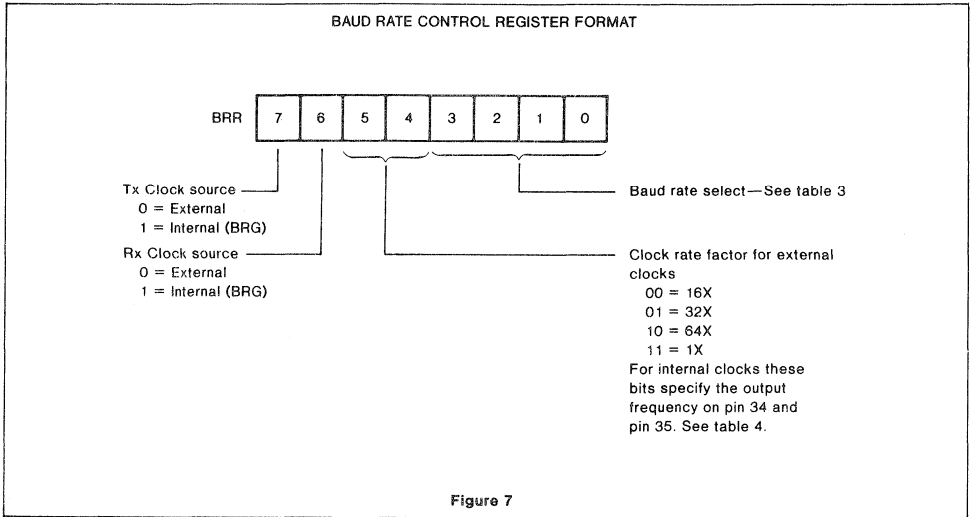 BAUD RATE CONTROL REGISTER FORMAT
BRR 7 6 5 4 3 2 1 0
Tx Clock source
0 = External
1 = Internal (BRG)
Rx Clock source
0 = External
1 = Internal (BRG)
Baud rate select—See table 3
Clock rate factor for external
clocks
00 = 16X
01 = 32X
10 = 64X
11 = 1X
For internal clocks these
bits specify the output
frequency on pin 34 and
pin 35. See table 4.
Figure 7